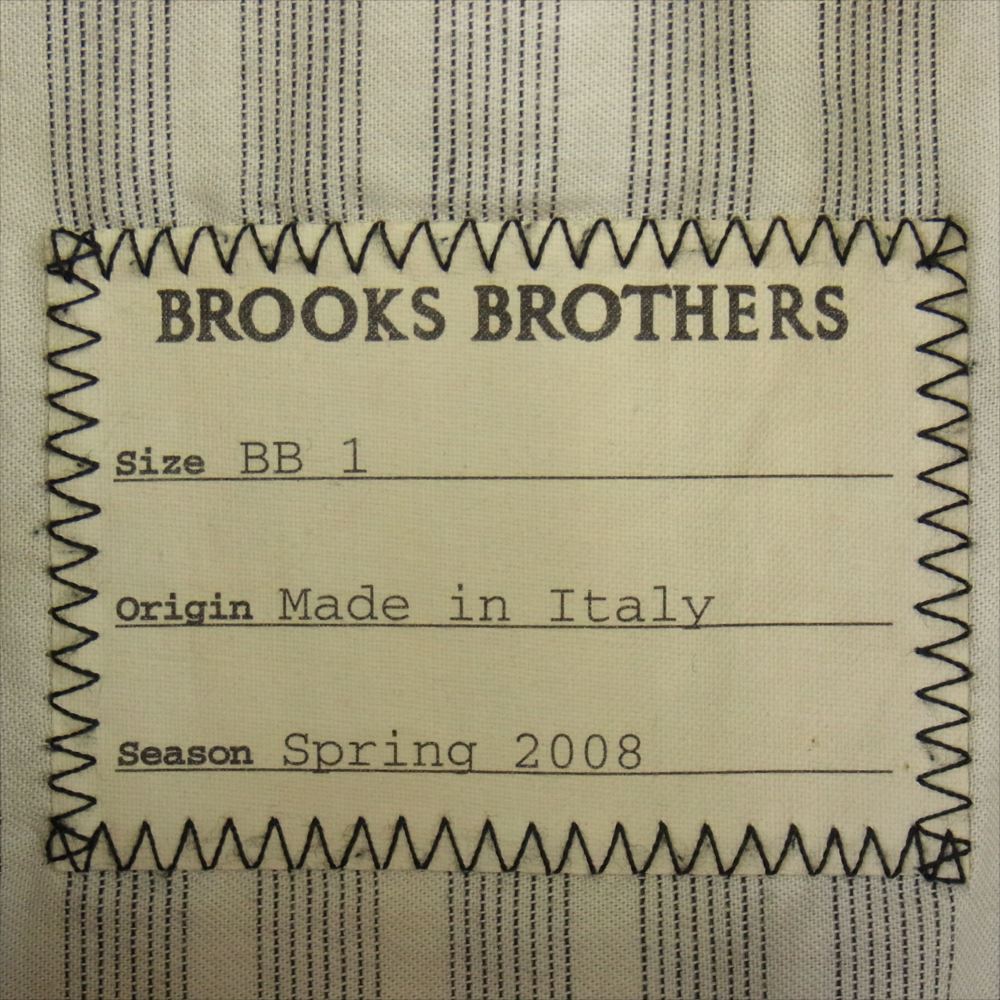 BROOKS BROTHERS
Size BB 1
Origin Made in Italy
Season Spring 2008